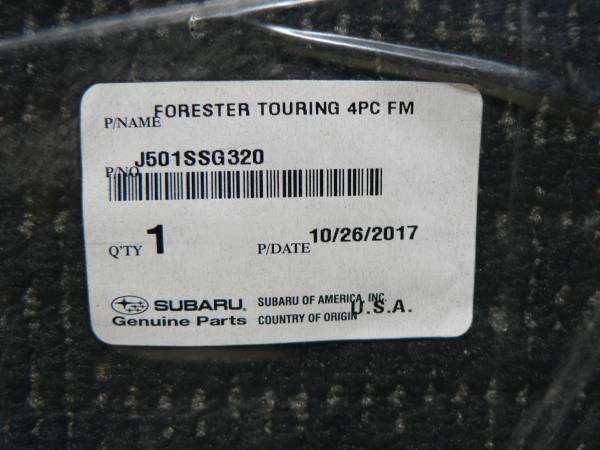 P/NAME FORESTER TOURING 4PC FM
P/NO J501SSG320
Q'TY 1 P/DATE 10/26/2017
SUBARU. SUBARU OF AMERICA, INC.
Genuine Parts COUNTRY OF ORIGIN U.S.A.